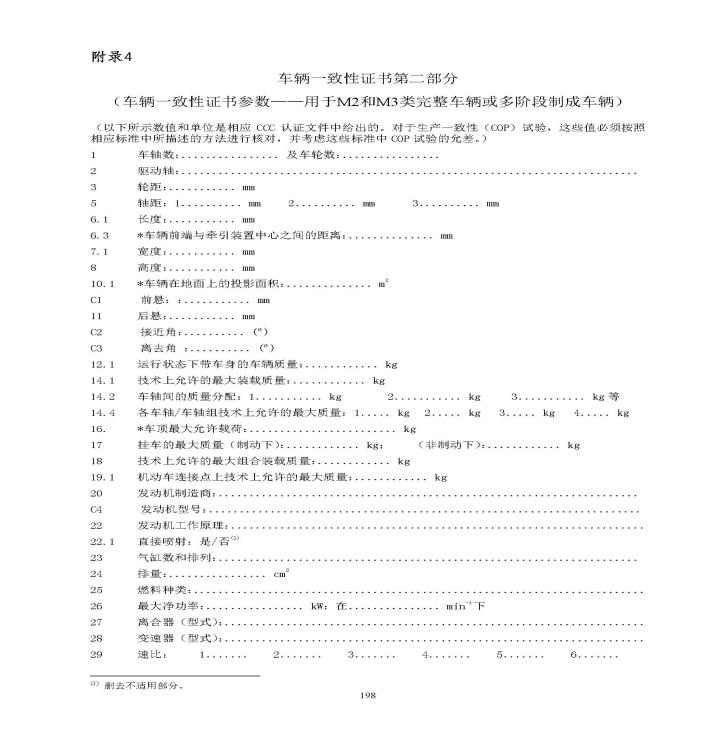 附录4
车辆一致性证书第二部分
（车辆一致性证书参数——用于M2和M3类完整车辆或多阶段制成车辆）
（以下所示数值和单位是相应 CCC 认证文件中给出的。对于生产一致性（COP）试验，这些值必须按照
相应标准中所描述的方法进行核对，并考虑这些标准中 COP 试验的允差。）
1 车轴数:................ 及车轮数:................
2 驱动轴:..........................................................................
3 轮距:........... mm
5 轴距: 1.......... mm 2.......... mm 3.......... mm
6.1 长度:........... mm
6.3 *车辆前端与牵引装置中心之间的距离:.............. mm
7.1 宽度:........... mm
8 高度:........... mm
10.1 *车辆在地面上的投影面积:.............. m²
C1 前悬: :........... mm
11 后悬:........... mm
C2 接近角:.......... (°)
C3 离去角 :.......... (°)
12.1 运行状态下带车身的车辆质量:............ kg
14.1 技术上允许的最大装载质量:............ kg
14.2 车轴间的质量分配: 1........... kg 2........... kg 3........... kg 等
14.4 各车轴/车轴组技术上允许的最大质量: 1..... kg 2..... kg 3..... kg 4..... kg
16. *车顶最大允许载荷:........................ kg
17 挂车的最大质量（制动下）:............ kg; （非制动下）:............ kg
18 技术上允许的最大组合装载质量:............ kg
19.1 机动车连接点上技术上允许的最大质量:............ kg
20 发动机制造商:....................................................................
C4 发动机型号:......................................................................
22 发动机工作原理:...................................................................
22.1 直接喷射: 是/否⁽¹⁾
23 气缸数和排列:....................................................................
24 排量:................ cm³
25 燃料种类:.........................................................................
26 最大净功率:................ kW: 在............... min⁻¹下
27 离合器（型式）:....................................................................
28 变速器（型式）:....................................................................
29 速比: 1....... 2....... 3....... 4....... 5....... 6.......
⁽¹⁾ 删去不适用部分。
198